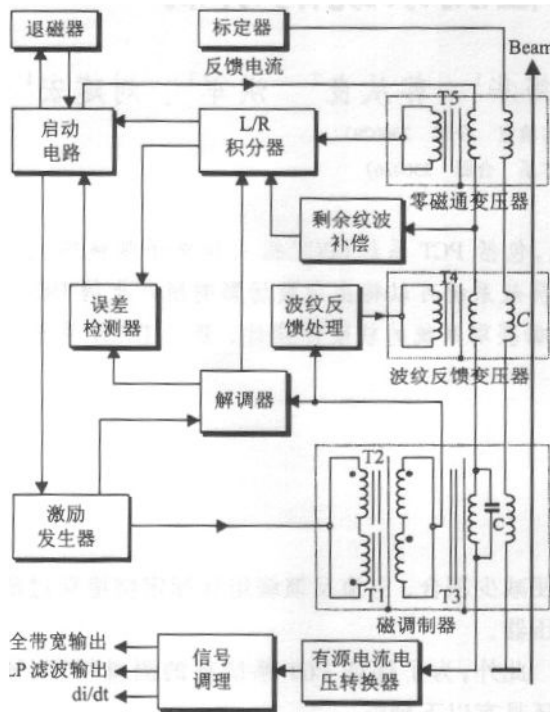 退磁器
标定器
反馈电流
Beam
启动
电路
L/R
积分器
T5
零磁通变压器
剩余纹波
补偿
误差
检测器
波纹反
馈处理
T4
C
波纹反馈变压器
解调器
T2
激励
发生器
T1
T3
C
磁调制器
全带宽输出
LP滤波输出
di/dt
信号
调理
有源电流电
压转换器